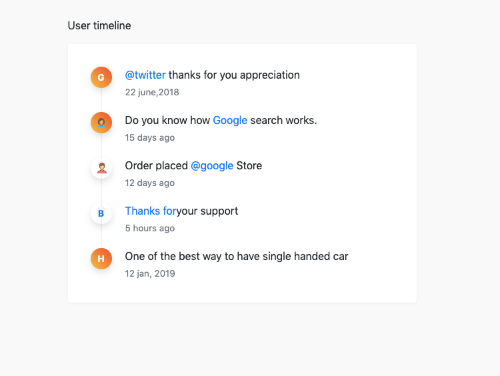 User timeline
G
@twitter thanks for you appreciation
22 june,2018
Do you know how Google search works.
15 days ago
Order placed @google Store
12 days ago
B
Thanks foryour support
5 hours ago
H
One of the best way to have single handed car
12 jan, 2019